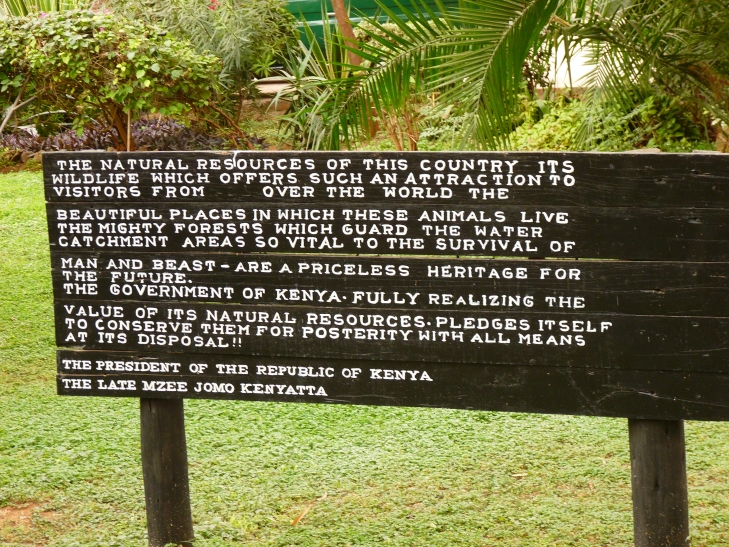 THE NATURAL RESOURCES OF THIS COUNTRY ITS
WILDLIFE WHICH OFFERS SUCH AN ATTRACTION TO
VISITORS FROM OVER THE WORLD THE
BEAUTIFUL PLACES IN WHICH THESE ANIMALS LIVE
THE MIGHTY FORESTS WHICH GUARD THE WATER
CATCHMENT AREAS SO VITAL TO THE SURVIVAL OF
MAN AND BEAST - ARE A PRICELESS HERITAGE FOR
THE FUTURE.
THE GOVERNMENT OF KENYA. FULLY REALIZING THE
VALUE OF ITS NATURAL RESOURCES. PLEDGES ITSELF
TO CONSERVE THEM FOR POSTERITY WITH ALL MEANS
AT ITS DISPOSAL!!
THE PRESIDENT OF THE REPUBLIC OF KENYA
THE LATE MZEE JOMO KENYATTA